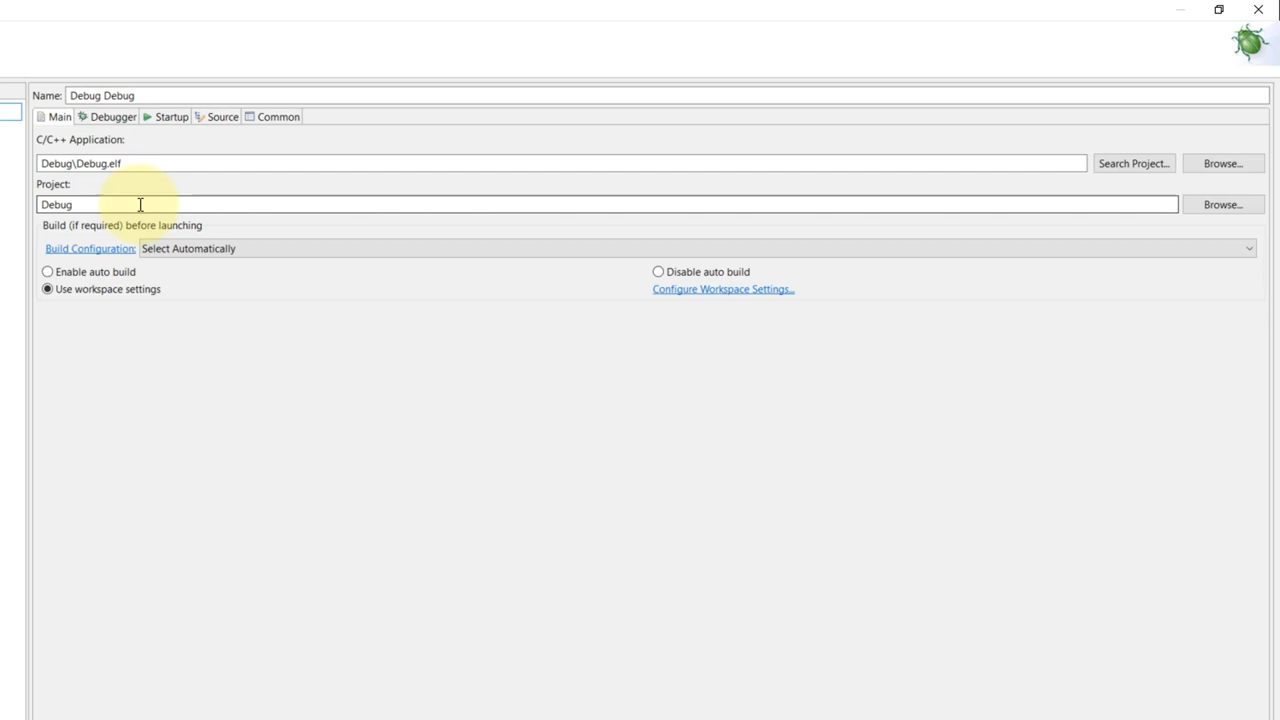 Name: Debug Debug
Main Debugger Startup Source Common
C/C++ Application:
Debug\Debug.elf Search Project... Browse...
Project:
Debug Browse...
Build (if required) before launching
Build Configuration: Select Automatically
Enable auto build Disable auto build
Use workspace settings Configure Workspace Settings...